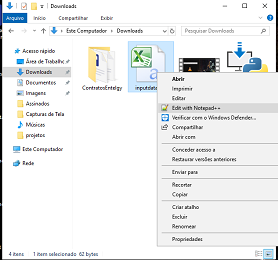 Downloads
Arquivo
Início
Compartilhar
Exibir
Este Computador
Downloads
Pesquisar Downloads
Acesso rápido
Área de Trabalho
Downloads
Documentos
Imagens
Assinados
Capturas de Tela
Músicas
projetos
Este Computador
Rede
ContratosEntelgy
inputdata
Abrir
Imprimir
Editar
Edit with Notepad++
Verificar com o Windows Defender...
Compartilhar
Abrir com
Conceder acesso a
Restaurar versões anteriores
Enviar para
Recortar
Copiar
Criar atalho
Excluir
Renomear
Propriedades
4 itens
1 item selecionado 62 bytes